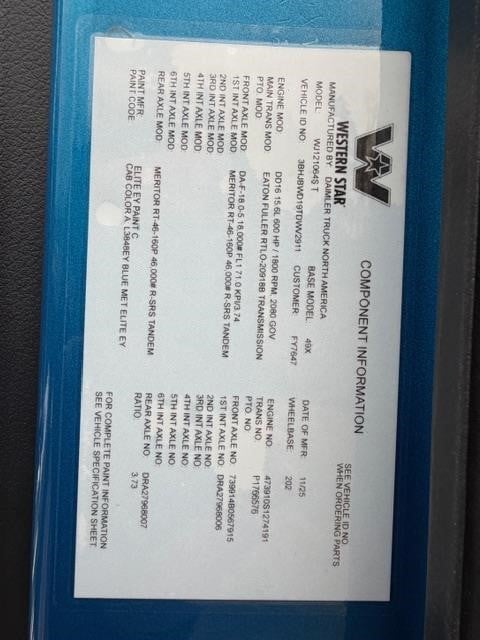 COMPONENT INFORMATION
SEE VEHICLE ID NO.
WHEN ORDERING PARTS
WESTERN STAR
MANUFACTURED BY DAIMLER TRUCK NORTH AMERICA
MODEL: WJ121064S T BASE MODEL 49X DATE OF MFR: 11/25
VEHICLE ID NO. 3BHJBWD19TDVW2911 CUSTOMER: FY7647 WHEELBASE: 202
ENGINE MOD DD16 15.6L 600 HP / 1800 RPM, 2080 GOV ENGINE NO. 473910S1274191
MAIN TRANS MOD EATON FULLER RTLO-20918B TRANSMISSION TRANS NO. P1766576
PTO. MOD PTO. NO
FRONT AXLE MOD DA-F-18.0-5 18,000# FL1 71.0 KPI/3.74 FRONT AXLE NO. 739914B0567915
1ST INT AXLE MOD MERITOR RT-46-160P 46,000# R-SRS TANDEM 1ST INT AXLE NO. DRA27968006
2ND INT AXLE MOD 2ND INT AXLE NO.
3RD INT AXLE MOD 3RD INT AXLE NO.
4TH INT AXLE MOD 4TH INT AXLE NO.
5TH INT AXLE MOD 5TH INT AXLE NO.
6TH INT AXLE MOD 6TH INT AXLE NO.
REAR AXLE MOD MERITOR RT-46-160P 46,000# R-SRS TANDEM REAR AXLE NO. DRA27968007
RATIO 3.73
PAINT MFR: ELITE EY PAINT C
PAINT CODE: CAB COLOR A: L3848EY BLUE MET ELITE EY
FOR COMPLETE PAINT INFORMATION
SEE VEHICLE SPECIFICATION SHEET